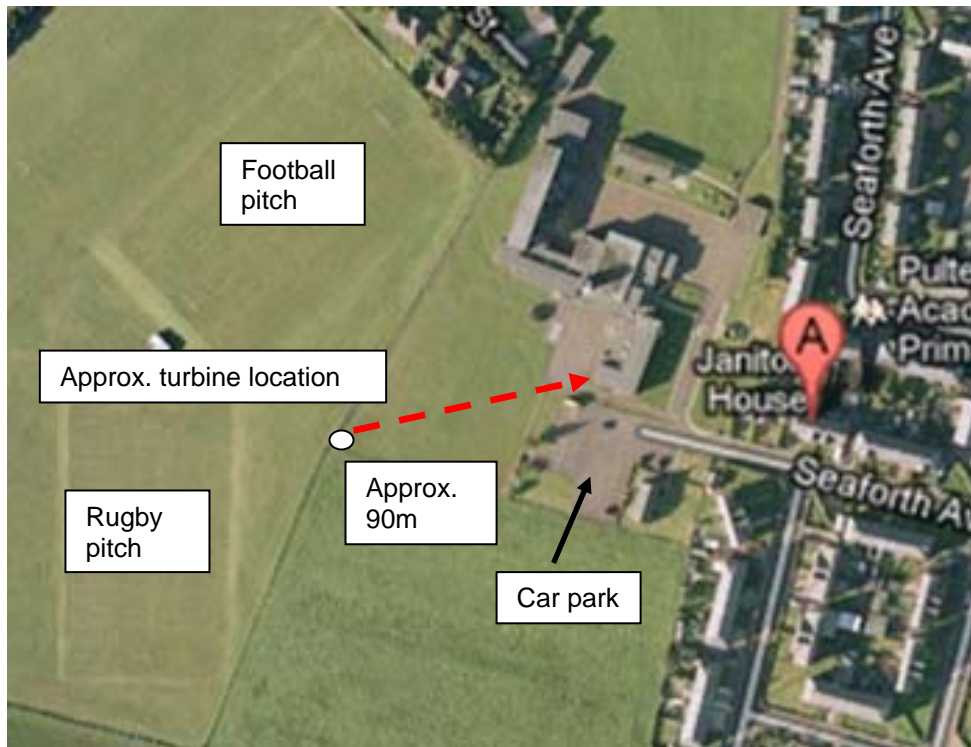 St
Seaforth Ave
Football
pitch
Pulte
Acad
Prim
A
Janito
House
Approx. turbine location
Approx.
90m
Rugby
pitch
Seaforth Av
Car park